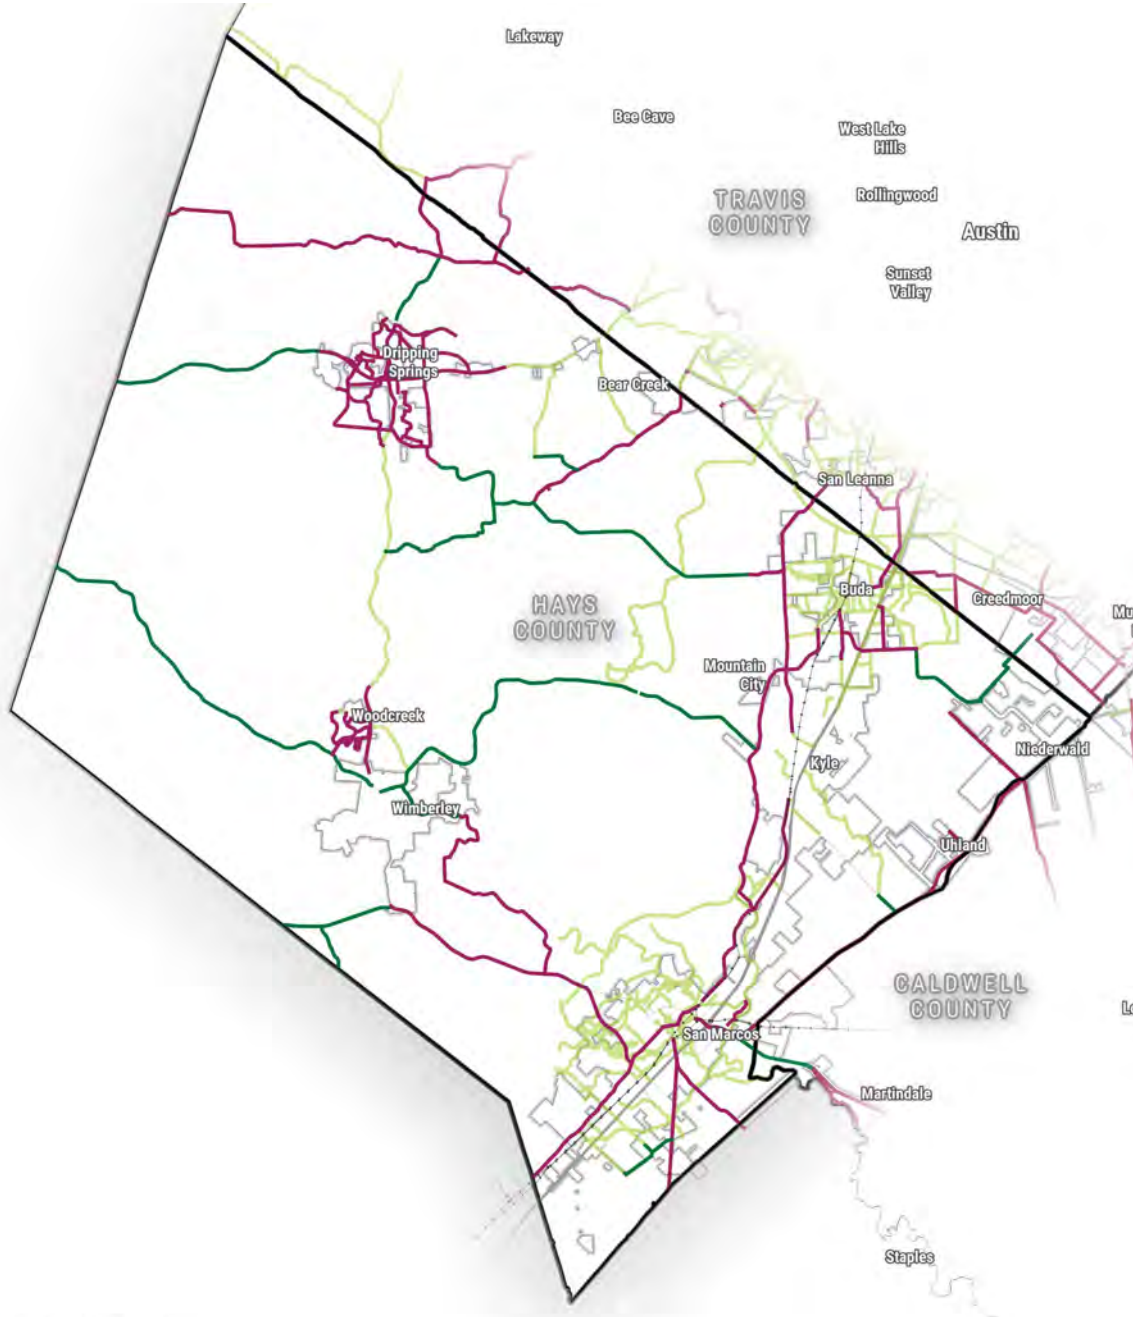 Lakeway
Bee Cave
West Lake
Hills
TRAVIS
COUNTY
Rollingwood
Austin
Sunset
Valley
Dripping
Springs
Bear Creek
San Leanna
Buda
Creedmoor
HAYS
COUNTY
Mu
Mountain
City
Woodcreek
Niederwald
Kyle
Wimberley
Uhland
CALDWELL
COUNTY
San Marcos
Martindale
Staples